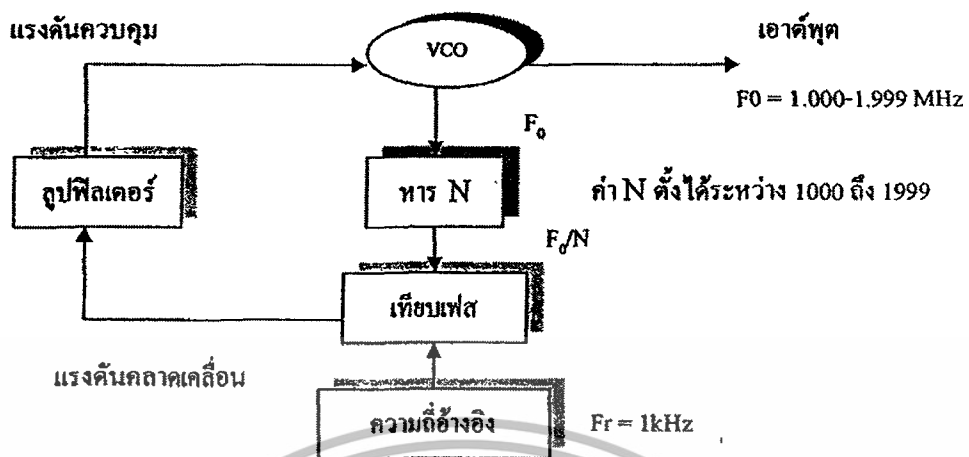 แรงดันควบคุม
VCO
เอาต์พุต
F0 = 1.000-1.999 MHz
F₀
ลูปฟิลเตอร์
หาร N
ค่า N ตั้งได้ระหว่าง 1000 ถึง 1999
F₀/N
เทียบเฟส
แรงดันคลาดเคลื่อน
ความถี่อ้างอิง
Fr = 1kHz